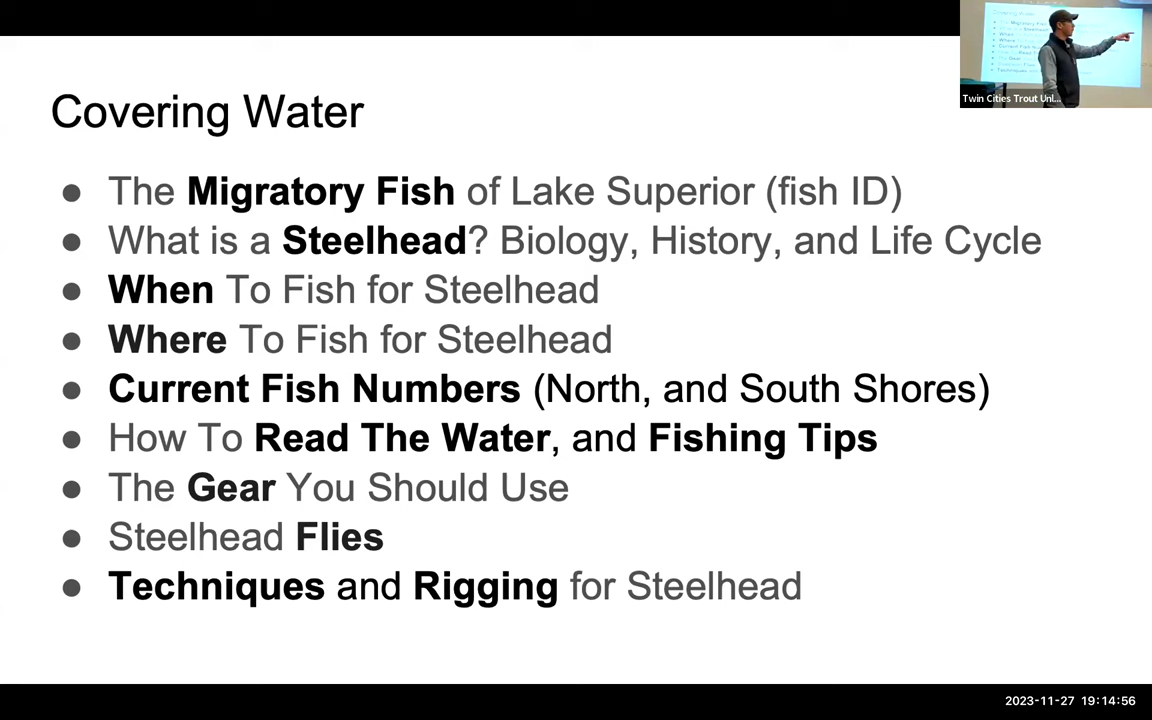 Covering Water
● The Migratory Fish of Lake Superior (fish ID)
● What is a Steelhead? Biology, History, and Life Cycle
● When To Fish for Steelhead
● Where To Fish for Steelhead
● Current Fish Numbers (North, and South Shores)
● How To Read The Water, and Fishing Tips
● The Gear You Should Use
● Steelhead Flies
● Techniques and Rigging for Steelhead
Twin Cities Trout Unl...
2023-11-27 19:14:56